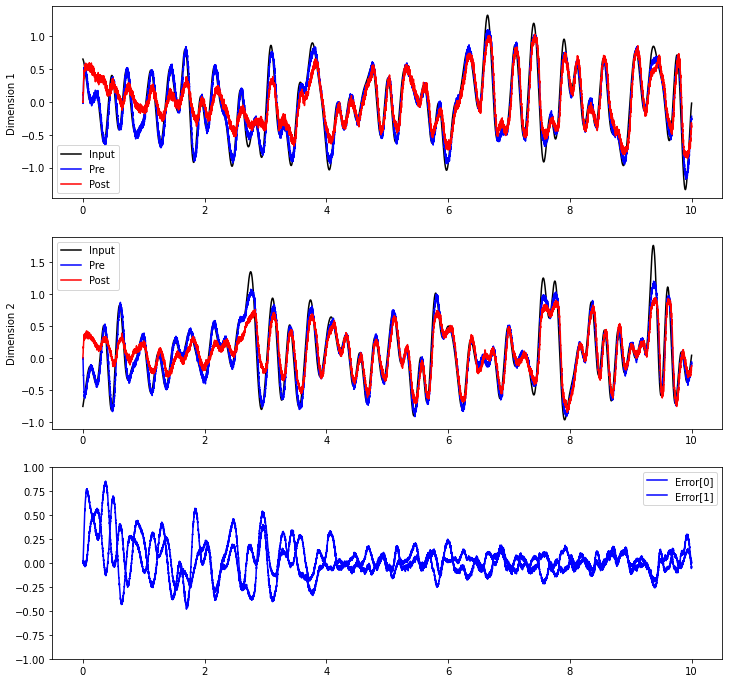 Dimension 1
1.0
0.5
0.0
−0.5
−1.0
Input
Pre
Post
0 2 4 6 8 10
Dimension 2
1.5
1.0
0.5
0.0
−0.5
−1.0
Input
Pre
Post
0 2 4 6 8 10
1.00
0.75
0.50
0.25
0.00
−0.25
−0.50
−0.75
−1.00
Error[0]
Error[1]
0 2 4 6 8 10